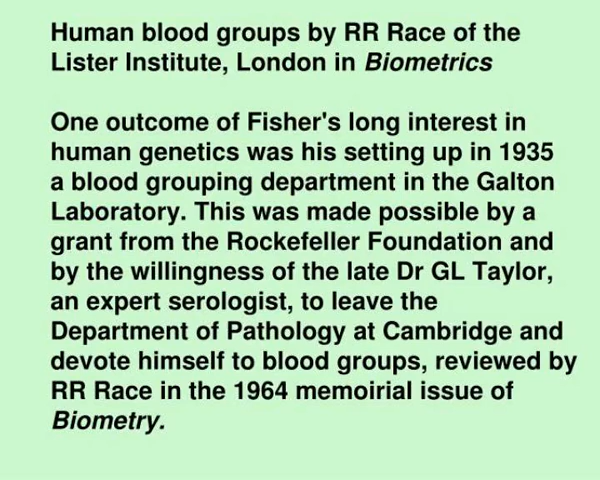 Human blood groups by RR Race of the
Lister Institute, London in Biometrics
One outcome of Fisher's long interest in
human genetics was his setting up in 1935
a blood grouping department in the Galton
Laboratory. This was made possible by a
grant from the Rockefeller Foundation and
by the willingness of the late Dr GL Taylor,
an expert serologist, to leave the
Department of Pathology at Cambridge and
devote himself to blood groups, reviewed by
RR Race in the 1964 memoirial issue of
Biometry.